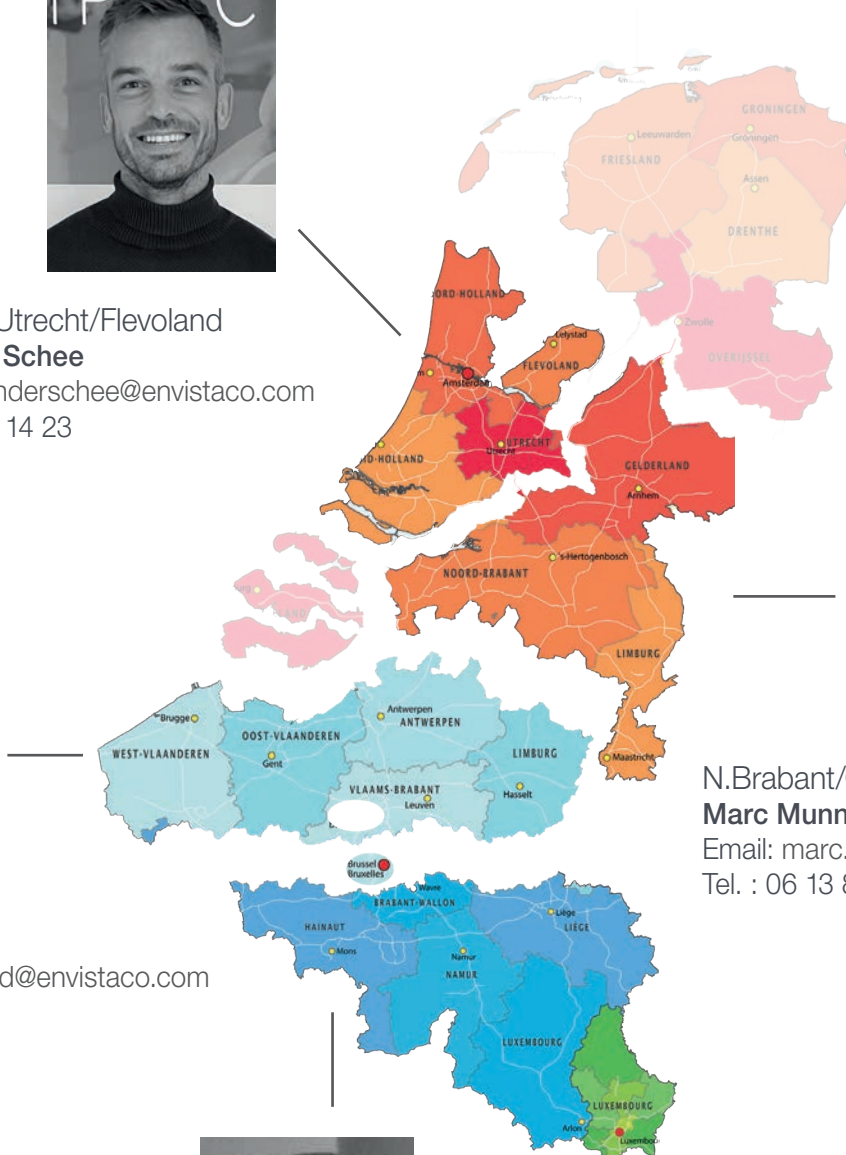 GRONINGEN
Leeuwarden
Groningen
FRIESLAND
Assen
DRENTHE
ORD-HOLLAND
Utrecht/Flevoland
Schee
nderschee@envistaco.com
14 23
Zwolle
Lelystad
OVERIJSSEL
FLEVOLAND
m
Amsterdam
UTRECHT
Utrecht
ID-HOLLAND
GELDERLAND
Arnhem
's-Hertogenbosch
NOORD-BRABANT
LAND
LIMBURG
Antwerpen
Brugge
ANTWERPEN
OOST-VLAANDEREN
WEST-VLAANDEREN
Gent
LIMBURG
Maastricht
VLAAMS-BRABANT
Hasselt
Leuven
N.Brabant/
Marc Munn
Email: marc.
Tel. : 06 13 8
Brussel
Bruxelles
Wavre
BRABANT-WALLON
Liège
HAINAUT
LIÈGE
Mons
Namur
NAMUR
d@envistaco.com
LUXEMBOURG
LUXEMBOURG
Arlon
Luxembou